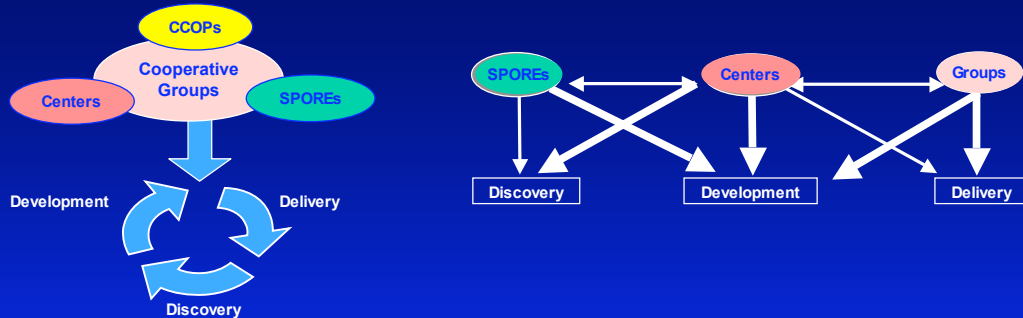 CCOPs
Cooperative
Groups
Centers
SPOREs
Development
Delivery
Discovery
SPOREs
Centers
Groups
Discovery
Development
Delivery